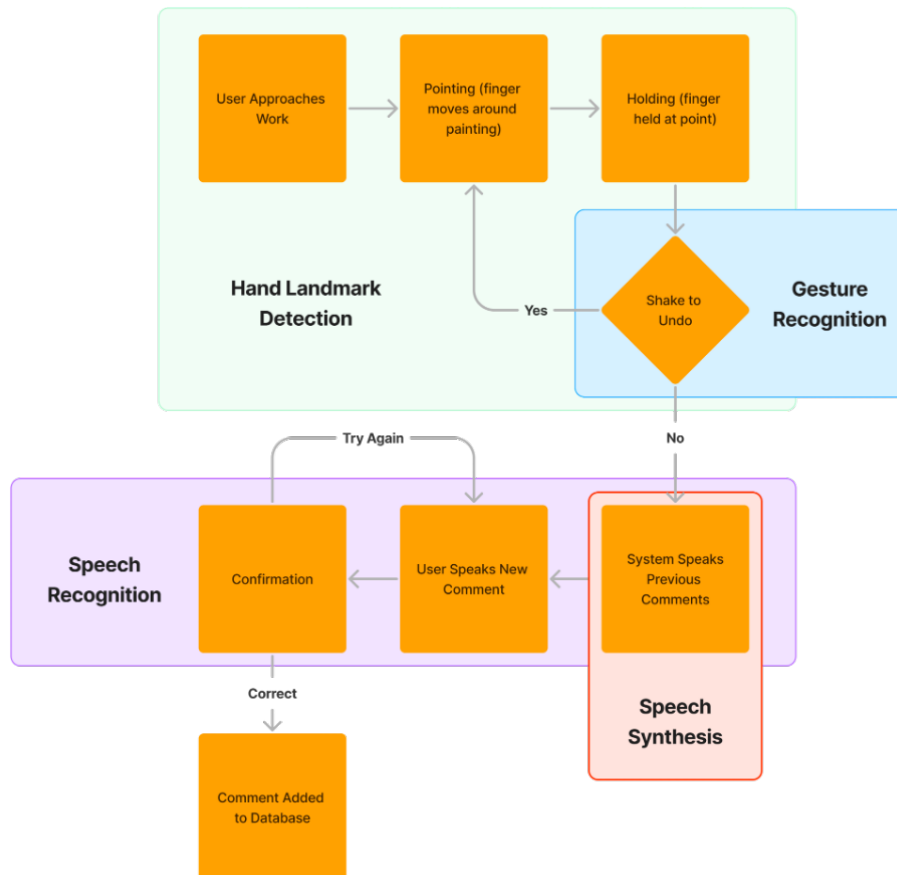 User Approaches
Work
Pointing (finger
moves around
painting)
Holding (finger
held at point)
Hand Landmark
Detection
Yes
Shake to
Undo
Gesture
Recognition
Try Again
No
Speech
Recognition
Confirmation
User Speaks New
Comment
System Speaks
Previous
Comments
Correct
Speech
Synthesis
Comment Added
to Database